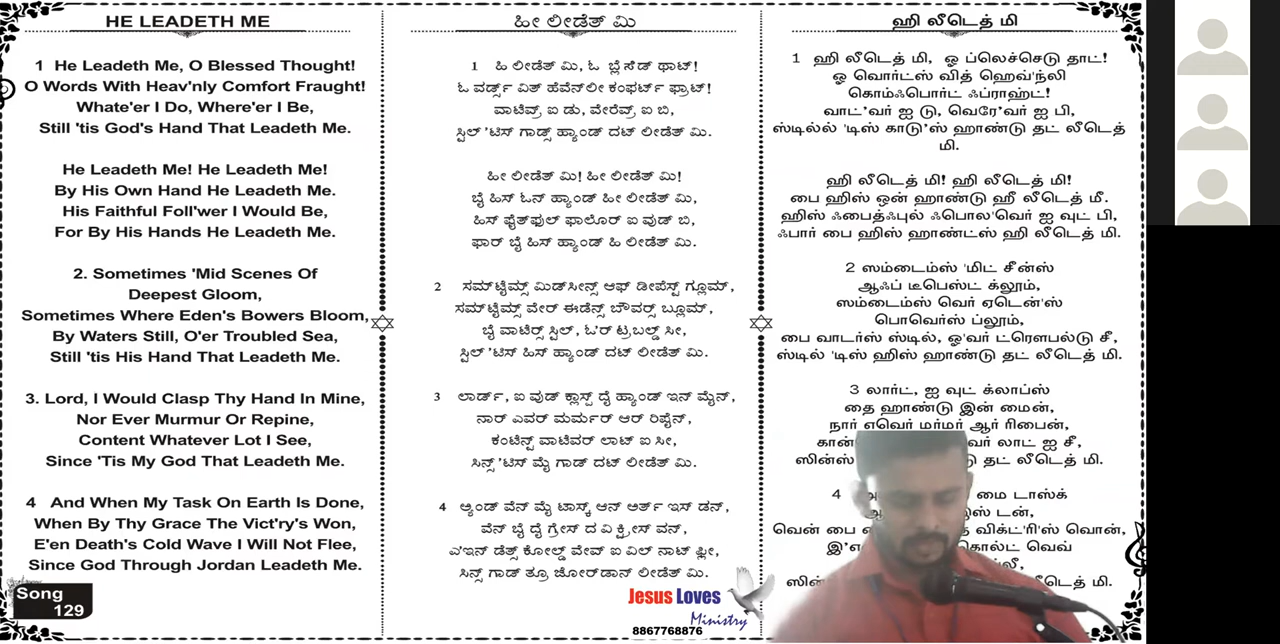 HE LEADETH ME
1 He Leadeth Me, O Blessed Thought!
O Words With Heav'nly Comfort Fraught!
Whate'er I Do, Where'er I Be,
Still 'tis God's Hand That Leadeth Me.
He Leadeth Me! He Leadeth Me!
By His Own Hand He Leadeth Me.
His Faithful Foll'wer I Would Be,
For By His Hands He Leadeth Me.
2. Sometimes 'Mid Scenes Of
Deepest Gloom,
Sometimes Where Eden's Bowers Bloom,
By Waters Still, O'er Troubled Sea,
Still 'tis His Hand That Leadeth Me.
3. Lord, I Would Clasp Thy Hand In Mine,
Nor Ever Murmur Or Repine,
Content Whatever Lot I See,
Since 'Tis My God That Leadeth Me.
4 And When My Task On Earth Is Done,
When By Thy Grace The Vict'ry's Won,
E'en Death's Cold Wave I Will Not Flee,
Since God Through Jordan Leadeth Me.
Song
129
ಹೀ ಲೀಡೆತ್ ಮಿ
1 ಹಿ ಲೀಡೆತ್ ಮಿ, ಓ ಬ್ಲೆಸೆಡ್ ಥಾಟ್!
ಓ ವರ್ಡ್ಸ್ ವಿತ್ ಹೆವೆನ್‌ಲೀ ಕಂಫರ್ಟ್ ಫ್ರಾಟ್!
ವಾಟಿವ್ರ್ ಐ ಡು, ವೇರೆವ್ರ್ ಐ ಬಿ,
ಸ್ಟಿಲ್ 'ಟಿಸ್ ಗಾಡ್ಸ್ ಹ್ಯಾಂಡ್ ದಟ್ ಲೀಡೆತ್ ಮಿ.
ಹೀ ಲೀಡೆತ್ ಮಿ! ಹೀ ಲೀಡೆತ್ ಮಿ!
ಬೈ ಹಿಸ್ ಓನ್ ಹ್ಯಾಂಡ್ ಹೀ ಲೀಡೆತ್ ಮಿ,
ಹಿಸ್ ಫೈತ್‌ಫುಲ್ ಫಾಲೊರ್ ಐ ವುಡ್ ಬಿ,
ಫಾರ್ ಬೈ ಹಿಸ್ ಹ್ಯಾಂಡ್ ಹಿ ಲೀಡೆತ್ ಮಿ.
2 ಸಮ್‌ಟೈಮ್ಸ್ ಮಿಡ್‌ಸೀನ್ಸ್ ಆಫ್ ಡೀಪೆಸ್ಟ್ ಗ್ಲೂಮ್,
ಸಮ್‌ಟೈಮ್ಸ್ ವೇರ್ ಈಡೆನ್ಸ್ ಬೌವರ್ಸ್ ಬ್ಲೂಮ್,
ಬೈ ವಾಟಿರ್‍ಸ್ ಸ್ಟಿಲ್, ಓ'ರ್ ಟ್ರಬಲ್ಡ್ ಸೀ,
ಸ್ಟಿಲ್ 'ಟಿಸ್ ಹಿಸ್ ಹ್ಯಾಂಡ್ ದಟ್ ಲೀಡೆತ್ ಮಿ.
3 ಲಾರ್ಡ್, ಐ ವುಡ್ ಕ್ಲಾಸ್ಪ್ ದೈ ಹ್ಯಾಂಡ್ ಇನ್ ಮೈನ್,
ನಾರ್ ಎವರ್ ಮರ್ಮರ್ ಆರ್ ರಿಪೈನ್,
ಕಂಟೆನ್ಟ್ ವಾಟಿವರ್ ಲಾಟ್ ಐ ಸೀ,
ಸಿನ್ಸ್ 'ಟಿಸ್ ಮೈ ಗಾಡ್ ದಟ್ ಲೀಡೆತ್ ಮಿ.
4 ಆ್ಯಂಡ್ ವೆನ್ ಮೈ ಟಾಸ್ಕ್ ಆನ್ ಅರ್ತ್ ಇಸ್ ಡನ್,
ವೆನ್ ಬೈ ದೈ ಗ್ರೇಸ್ ದ ವಿಕ್ಟ್ರೀಸ್ ವನ್,
ಎ'ಇನ್ ಡೆತ್ಸ್ ಕೋಲ್ಡ್ ವೇವ್ ಐ ವಿಲ್ ನಾಟ್ ಫ್ಲೀ,
ಸಿನ್ಸ್ ಗಾಡ್ ತ್ರೂ ಜೋರ್‌ಡಾನ್ ಲೀಡೆತ್ ಮಿ.
Jesus Loves
Ministry
8867768876
ஹி லீடெத் மி
1 ஹி லீடெத் மி, ஓ ப்லெச்செடு தாட்!
ஓ வொர்ட்ஸ் வித் ஹெவ்'ந்லி
கொம்ஃபொர்ட் ஃப்ராஹ்ட்!
வாட்'வர் ஐ டு, வெரே'வர் ஐ பி,
ஸ்டில்ல் 'டிஸ் காடு'ஸ் ஹாண்டு தட் லீடெத்
மி.
ஹி லீடெத் மி! ஹி லீடெத் மி!
பை ஹிஸ் ஒன் ஹாண்டு ஹீ லீடெத் மீ.
ஹிஸ் ஃபைத்ஃபுல் ஃபொல'வெர் ஐ வுட் பி,
ஃபார் பை ஹிஸ் ஹாண்ட்ஸ் ஹி லீடெத் மி.
2 ஸம்டைம்ஸ் 'மிட் சீன்ஸ்
ஆஃப் டீபெஸ்ட் க்லூம்,
ஸம்டைம்ஸ் வெர் ஏடென்'ஸ்
பொவெர்ஸ் ப்லூம்,
பை வாடர்ஸ் ஸ்டில், ஓ'வர் ட்ரௌபல்டு சீ,
ஸ்டில் 'டிஸ் ஹிஸ் ஹாண்டு தட் லீடெத் மி.
3 லார்ட், ஐ வுட் க்லாப்ஸ்
தை ஹாண்டு இன் மைன்,
நார் எவெர் மர்மர் ஆர் ரிபைன்,
வர் லாட் ஐ சீ,
ஸின்ஸ் தட் லீடெத் மி.
4 மை டாஸ்க்
டன்,
வென் பை விக்ட்'ரி'ஸ் வொன்,
கொல்ட் வெவ்
லீடெத் மி.